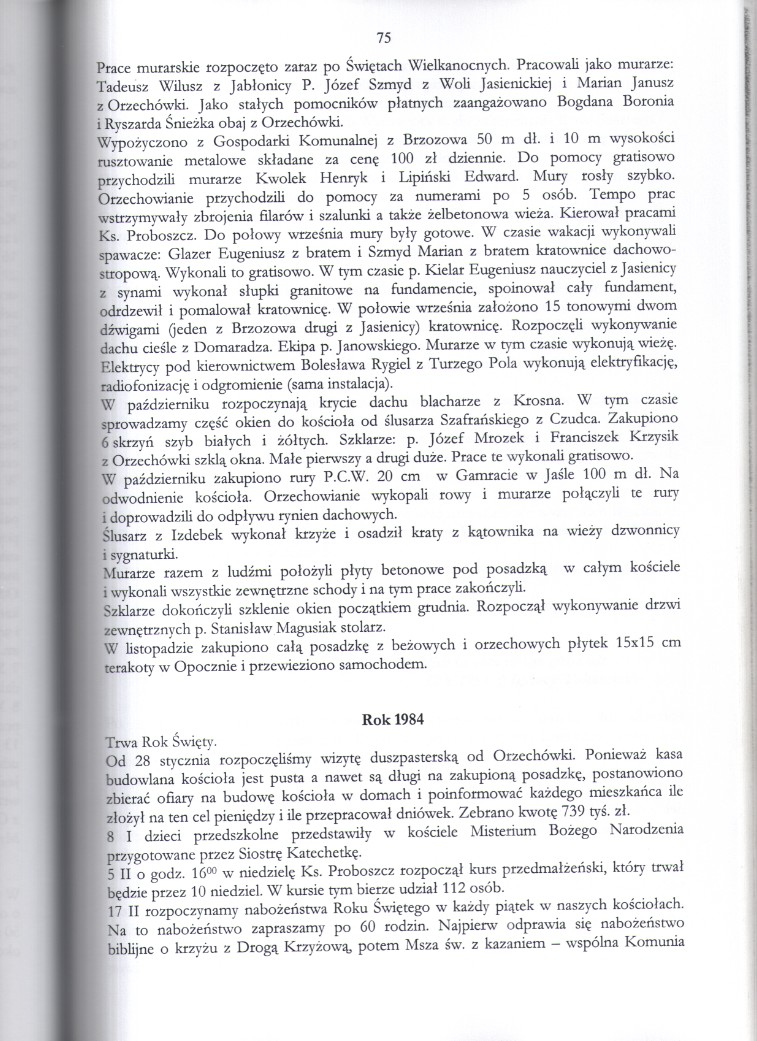 75
Prace murarskie rozpoczęto zaraz po Świętach Wielkanocnych. Pracowali jako murarze:
Tadeusz Wilusz z Jabłonicy P. Józef Szmyd z Woli Jasienickiej i Marian Janusz
z Orzechówki. Jako stałych pomocników płatnych zaangażowano Bogdana Boronia
i Ryszarda Śnieżka obaj z Orzechówki.
Wypożyczono z Gospodarki Komunalnej z Brzozowa 50 m dł. i 10 m wysokości
rusztowanie metalowe składane za cenę 100 zł dziennie. Do pomocy gratisowo
przychodzili murarze Kwolek Henryk i Lipiński Edward. Mury rosły szybko.
Orzechowianie przychodzili do pomocy za numerami po 5 osób. Tempo prac
wstrzymywały zbrojenia filarów i szalunki a także żelbetonowa wieża. Kierował pracami
Ks. Proboszcz. Do połowy września mury były gotowe. W czasie wakacji wykonywali
spawacze: Glazer Eugeniusz z bratem i Szmyd Marian z bratem kratownice dachowo-
stropową. Wykonali to gratisowo. W tym czasie p. Kielar Eugeniusz nauczyciel z Jasienicy
z synami wykonał słupki granitowe na fundamencie, spoinował cały fundament,
odrdzewił i pomalował kratownicę. W połowie września założono 15 tonowymi dwom
dźwigami (jeden z Brzozowa drugi z Jasienicy) kratownicę. Rozpoczęli wykonywanie
dachu cieśle z Domaradza. Ekipa p. Janowskiego. Murarze w tym czasie wykonują wieżę.
Elektrycy pod kierownictwem Bolesława Rygiel z Turzego Pola wykonują elektryfikację,
radiofonizację i odgromienie (sama instalacja).
W październiku rozpoczynają krycie dachu blacharze z Krosna. W tym czasie
sprowadzamy część okien do kościoła od ślusarza Szafrańskiego z Czudca. Zakupiono
6 skrzyń szyb białych i żółtych. Szklarze: p. Józef Mrozek i Franciszek Krzysik
z Orzechówki szklą okna. Małe pierwszy a drugi duże. Prace te wykonali gratisowo.
W październiku zakupiono rury P.C.W. 20 cm w Gamracie w Jaśle 100 m dł. Na
odwodnienie kościoła. Orzechowianie wykopali rowy i murarze połączyli te rury
i doprowadzili do odpływu rynien dachowych.
Ślusarz z Izdebek wykonał krzyże i osadził kraty z kątownika na wieży dzwonnicy
i sygnaturki.
Murarze razem z ludźmi położyli płyty betonowe pod posadzką w całym kościele
i wykonali wszystkie zewnętrzne schody i na tym prace zakończyli.
Szklarze dokończyli szklenie okien początkiem grudnia. Rozpoczął wykonywanie drzwi
zewnętrznych p. Stanisław Magusiak stolarz.
W listopadzie zakupiono całą posadzkę z beżowych i orzechowych płytek 15x15 cm
terakoty w Opocznie i przewieziono samochodem.
Rok 1984
Trwa Rok Święty.
Od 28 stycznia rozpoczęliśmy wizytę duszpasterską od Orzechówki. Ponieważ kasa
budowlana kościoła jest pusta a nawet są długi na zakupioną posadzkę, postanowiono
zbierać ofiary na budowę kościoła w domach i poinformować każdego mieszkańca ile
złożył na ten cel pieniędzy i ile przepracował dniówek. Zebrano kwotę 739 tyś. zł.
8 I dzieci przedszkolne przedstawiły w kościele Misterium Bożego Narodzenia
przygotowane przez Siostrę Katechetkę.
5 II o godz. 16⁰⁰ w niedzielę Ks. Proboszcz rozpoczął kurs przedmałżeński, który trwał
będzie przez 10 niedziel. W kursie tym bierze udział 112 osób.
17 II rozpoczynamy nabożeństwa Roku Świętego w każdy piątek w naszych kościołach.
Na to nabożeństwo zapraszamy po 60 rodzin. Najpierw odprawia się nabożeństwo
biblijne o krzyżu z Drogą Krzyżową, potem Msza św. z kazaniem – wspólna Komunia